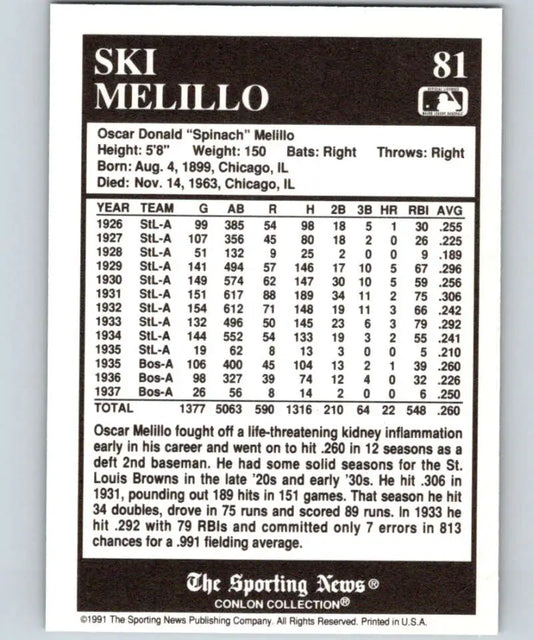 SKI 81
MELILLO
Oscar Donald "Spinach" Melillo
Height: 5'8" Weight: 150 Bats: Right Throws: Right
Born: Aug. 4, 1899, Chicago, IL
Died: Nov. 14, 1963, Chicago, IL
YEAR TEAM G AB R H 2B 3B HR RBI AVG
1926 StL-A 99 385 54 98 18 5 1 30 .255
1927 StL-A 107 356 45 80 18 2 0 26 .225
1928 StL-A 51 132 9 25 2 0 0 9 .189
1929 StL-A 141 494 57 146 17 10 5 67 .296
1930 StL-A 149 574 62 147 30 10 5 59 .256
1931 StL-A 151 617 88 189 34 11 2 75 .306
1932 StL-A 154 612 71 148 19 11 3 66 .242
1933 StL-A 132 496 50 145 23 6 3 79 .292
1934 StL-A 144 552 54 133 19 3 2 55 .241
1935 StL-A 19 62 8 13 3 0 0 5 .210
1935 Bos-A 106 400 45 104 13 2 1 39 .260
1936 Bos-A 98 327 39 74 12 4 0 32 .226
1937 Bos-A 26 56 8 14 2 0 0 6 .250
TOTAL 1377 5063 590 1316 210 64 22 548 .260
Oscar Melillo fought off a life-threatening kidney inflammation
early in his career and went on to hit .260 in 12 seasons as a
deft 2nd baseman. He had some solid seasons for the St.
Louis Browns in the late '20s and early '30s. He hit .306 in
1931, pounding out 189 hits in 151 games. That season he hit
34 doubles, drove in 75 runs and scored 89 runs. In 1933 he
hit .292 with 79 RBIs and committed only 7 errors in 813
chances for a .991 fielding average.
The Sporting News®
CONLON COLLECTION®
©1991 The Sporting News Publishing Company. All Rights Reserved. Printed in U.S.A.